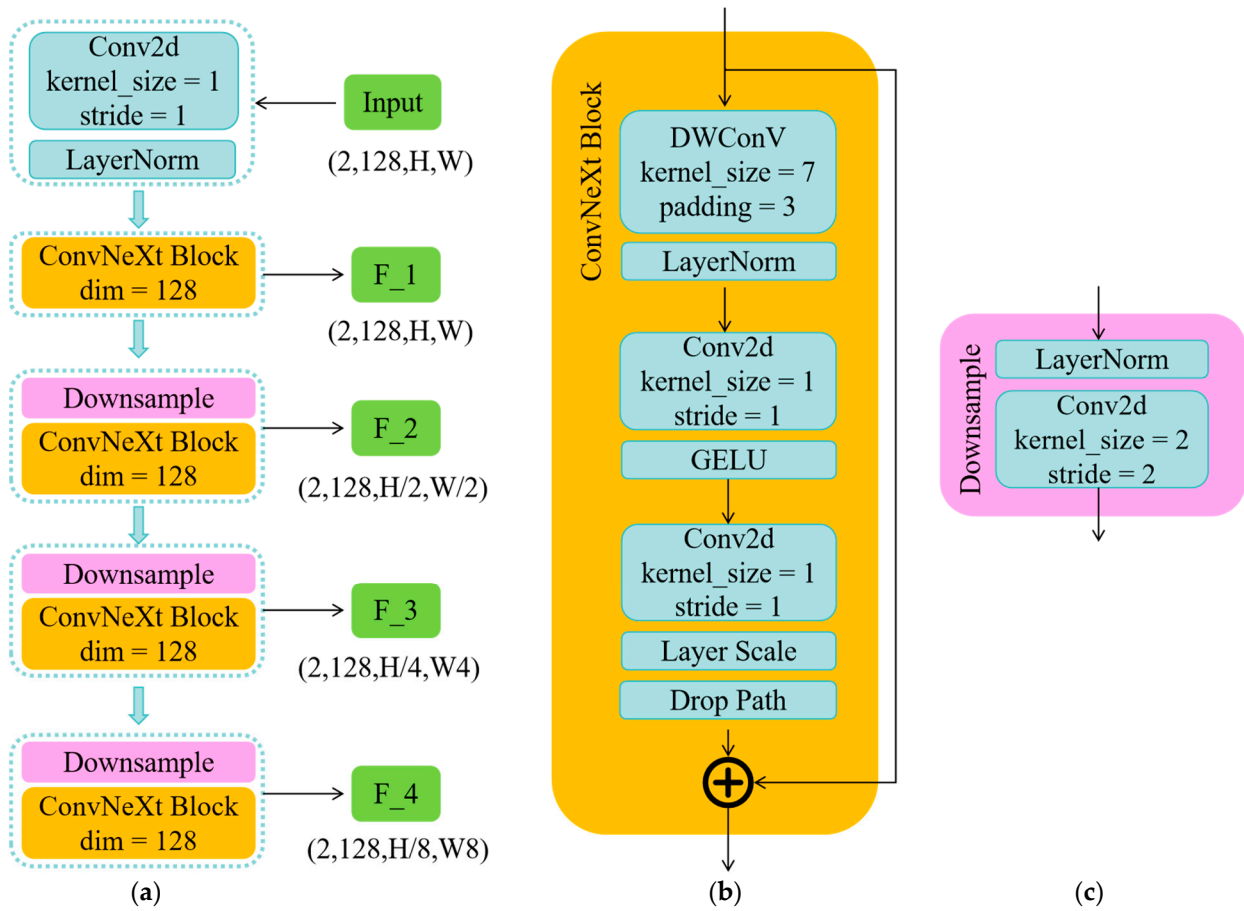 Conv2d
kernel_size = 1
stride = 1
LayerNorm
Input
(2,128,H,W)
ConvNeXt Block
dim = 128
F_1
(2,128,H,W)
Downsample
ConvNeXt Block
dim = 128
F_2
(2,128,H/2,W/2)
Downsample
ConvNeXt Block
dim = 128
F_3
(2,128,H/4,W4)
Downsample
ConvNeXt Block
dim = 128
F_4
(2,128,H/8,W8)
(a)
ConvNeXt Block
DWConV
kernel_size = 7
padding = 3
LayerNorm
Conv2d
kernel_size = 1
stride = 1
GELU
Conv2d
kernel_size = 1
stride = 1
Layer Scale
Drop Path
(b)
Downsample
LayerNorm
Conv2d
kernel_size = 2
stride = 2
(c)